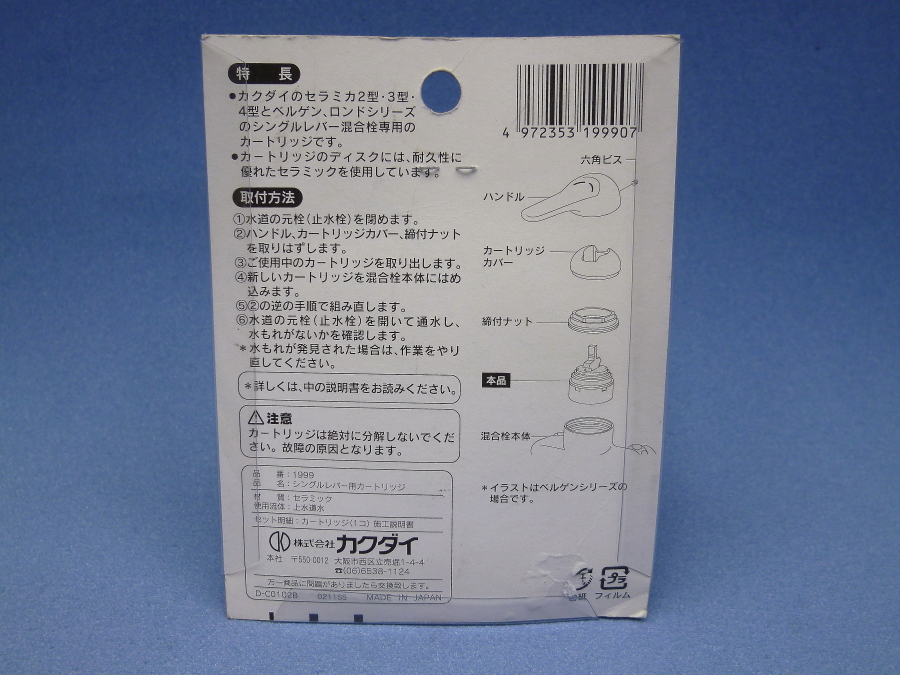 特 長
●カクダイのセラミカ2型・3型・
4型とベルゲン、ロンドシリーズ
のシングルレバー混合栓専用の
カートリッジです。
●カートリッジのディスクには、耐久性に
優れたセラミックを使用しています。
取付方法
①水道の元栓(止水栓)を閉めます。
②ハンドル、カートリッジカバー、締付ナット
を取りはずします。
③ご使用中のカートリッジを取り出します。
④新しいカートリッジを混合栓本体にはめ
込みます。
⑤②の逆の手順で組み直します。
⑥水道の元栓(止水栓)を開いて通水し、
水もれがないかを確認します。
＊水もれが発見された場合は、作業をやり
直してください。
＊詳しくは、中の説明書をお読みください。
⚠注意
カートリッジは絶対に分解しないでくだ
さい。故障の原因となります。
品 番：1999
品 名：シングルレバー用カートリッジ
材 質：セラミック
使用流体：上水道水
セット明細：カートリッジ(1コ) 施工説明書
株式会社 カクダイ
本社 〒550-0012 大阪市西区立売堀1-4-4
☎(06)6538-1124
万一商品に問題がありましたら交換致します。
D-C0102B 0211SS MADE IN JAPAN
4 972353 199907
六角ビス
ハンドル
カートリッジ
カバー
締付ナット
本品
混合栓本体
＊イラストはベルゲンシリーズの
場合です。
プラ
紙 フィルム